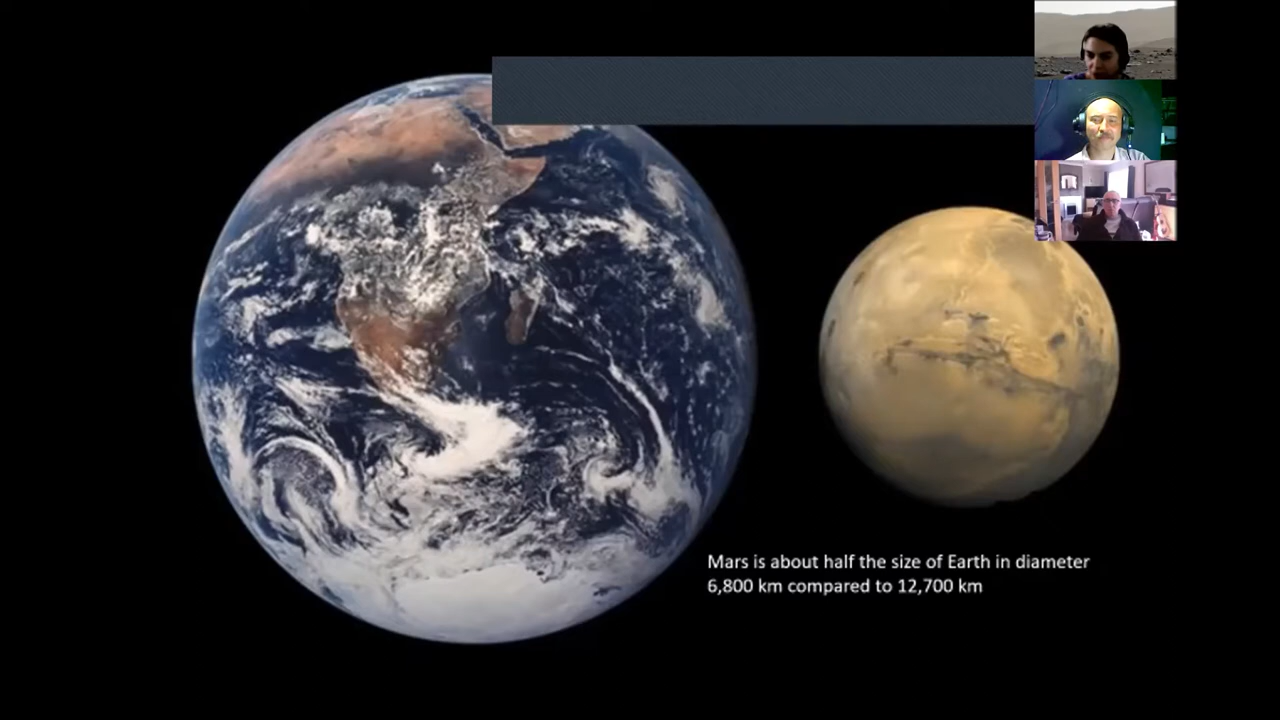 Mars is about half the size of Earth in diameter
6,800 km compared to 12,700 km